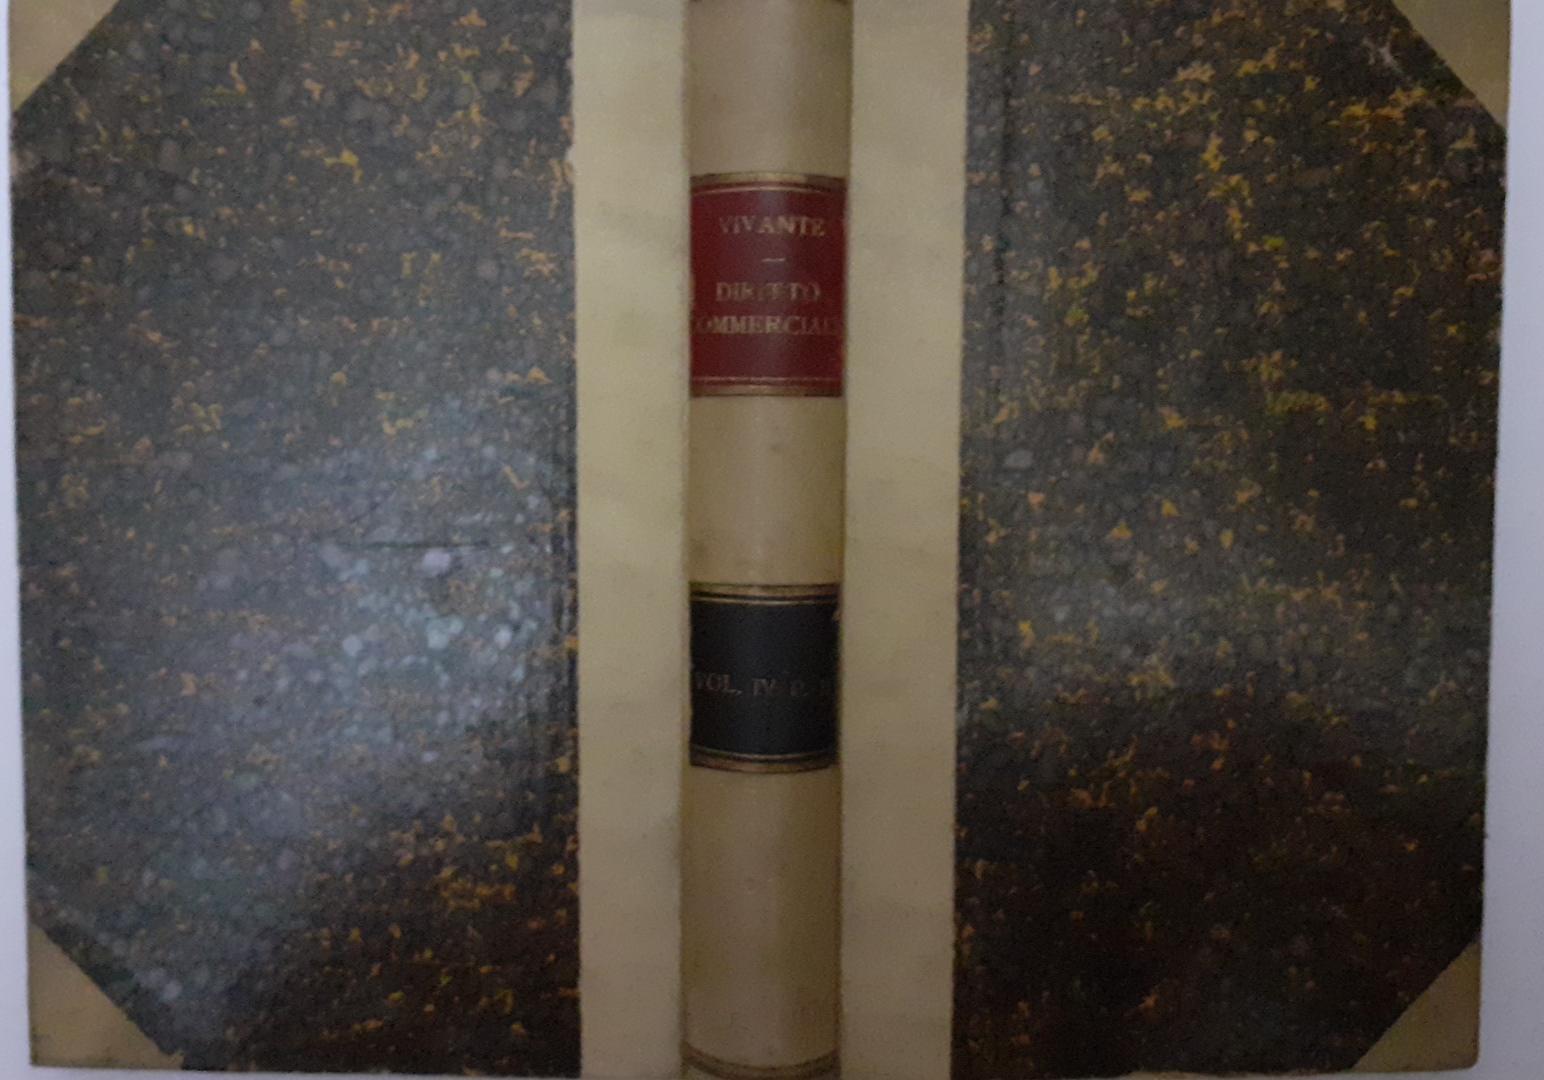 VIVANTE
DIRITTO
COMMERCIALE
VOL. IV P.